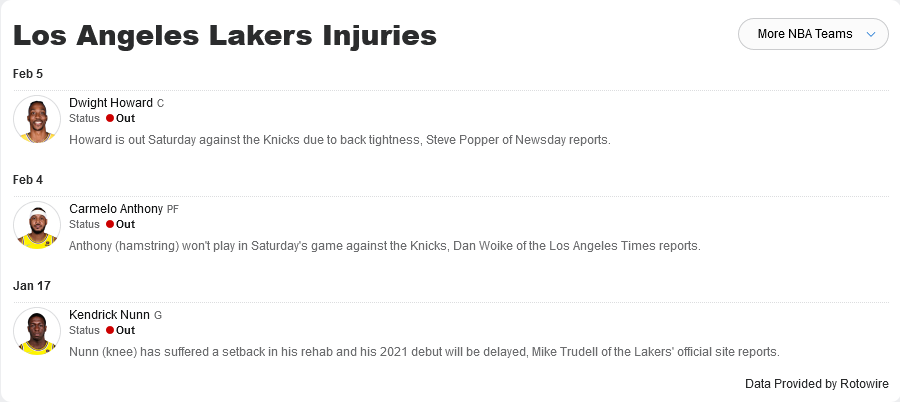 Los Angeles Lakers Injuries
More NBA Teams
Feb 5
Dwight Howard C
Status Out
Howard is out Saturday against the Knicks due to back tightness, Steve Popper of Newsday reports.
Feb 4
Carmelo Anthony PF
Status Out
Anthony (hamstring) won't play in Saturday's game against the Knicks, Dan Woike of the Los Angeles Times reports.
Jan 17
Kendrick Nunn G
Status Out
Nunn (knee) has suffered a setback in his rehab and his 2021 debut will be delayed, Mike Trudell of the Lakers' official site reports.
Data Provided by Rotowire